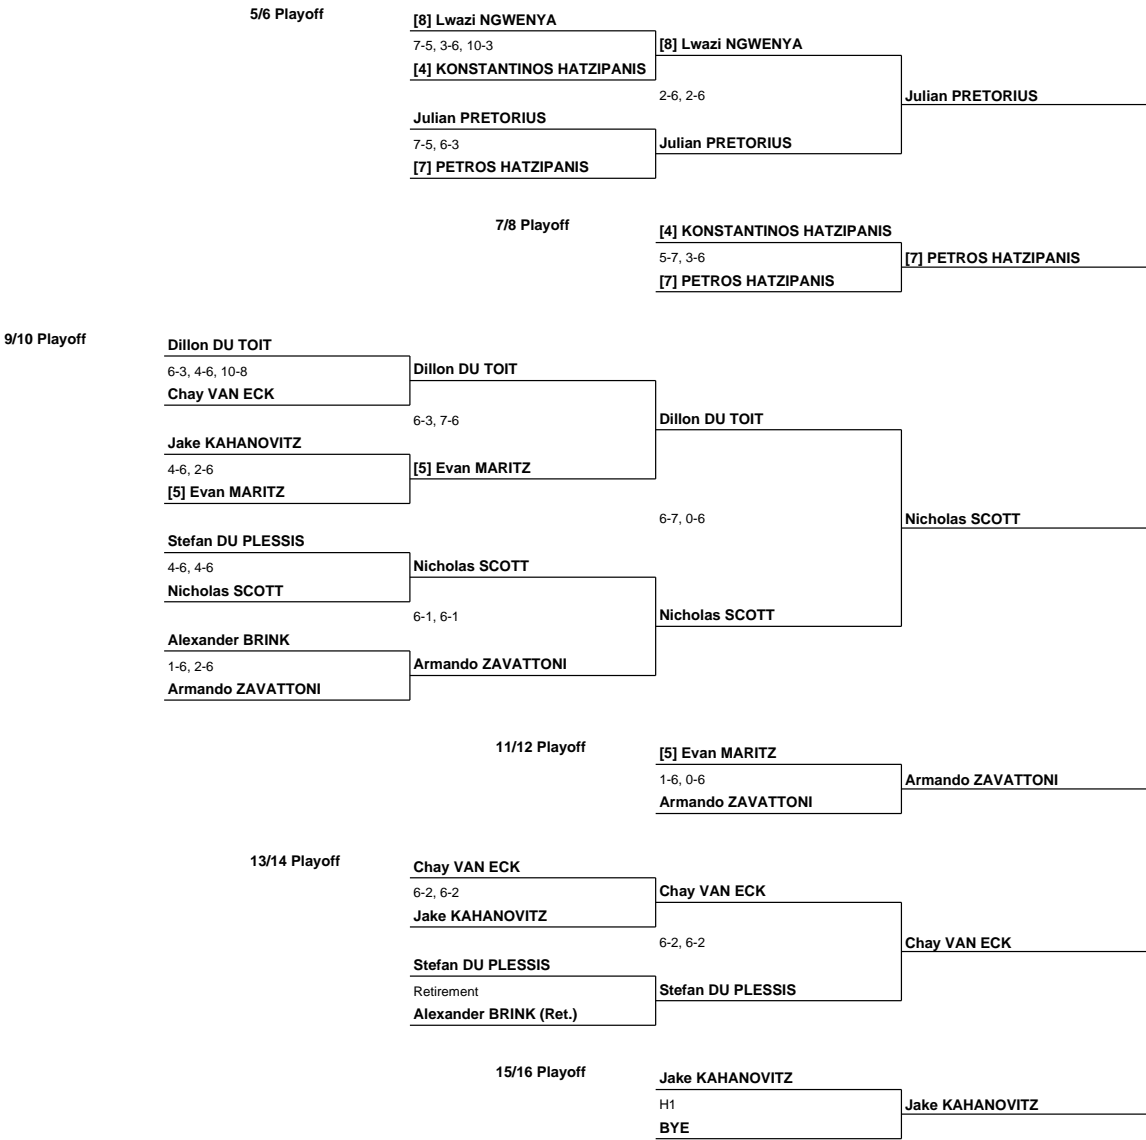 5/6 Playoff
[8] Lwazi NGWENYA
7-5, 3-6, 10-3
[8] Lwazi NGWENYA
[4] KONSTANTINOS HATZIPANIS
2-6, 2-6
Julian PRETORIUS
Julian PRETORIUS
7-5, 6-3
Julian PRETORIUS
[7] PETROS HATZIPANIS
7/8 Playoff
[4] KONSTANTINOS HATZIPANIS
5-7, 3-6
[7] PETROS HATZIPANIS
[7] PETROS HATZIPANIS
9/10 Playoff
Dillon DU TOIT
6-3, 4-6, 10-8
Dillon DU TOIT
Chay VAN ECK
6-3, 7-6
Dillon DU TOIT
Jake KAHANOVITZ
4-6, 2-6
[5] Evan MARITZ
[5] Evan MARITZ
6-7, 0-6
Nicholas SCOTT
Stefan DU PLESSIS
4-6, 4-6
Nicholas SCOTT
Nicholas SCOTT
6-1, 6-1
Nicholas SCOTT
Alexander BRINK
1-6, 2-6
Armando ZAVATTONI
Armando ZAVATTONI
11/12 Playoff
[5] Evan MARITZ
1-6, 0-6
Armando ZAVATTONI
Armando ZAVATTONI
13/14 Playoff
Chay VAN ECK
6-2, 6-2
Chay VAN ECK
Jake KAHANOVITZ
6-2, 6-2
Chay VAN ECK
Stefan DU PLESSIS
Retirement
Stefan DU PLESSIS
Alexander BRINK (Ret.)
15/16 Playoff
Jake KAHANOVITZ
H1
Jake KAHANOVITZ
BYE